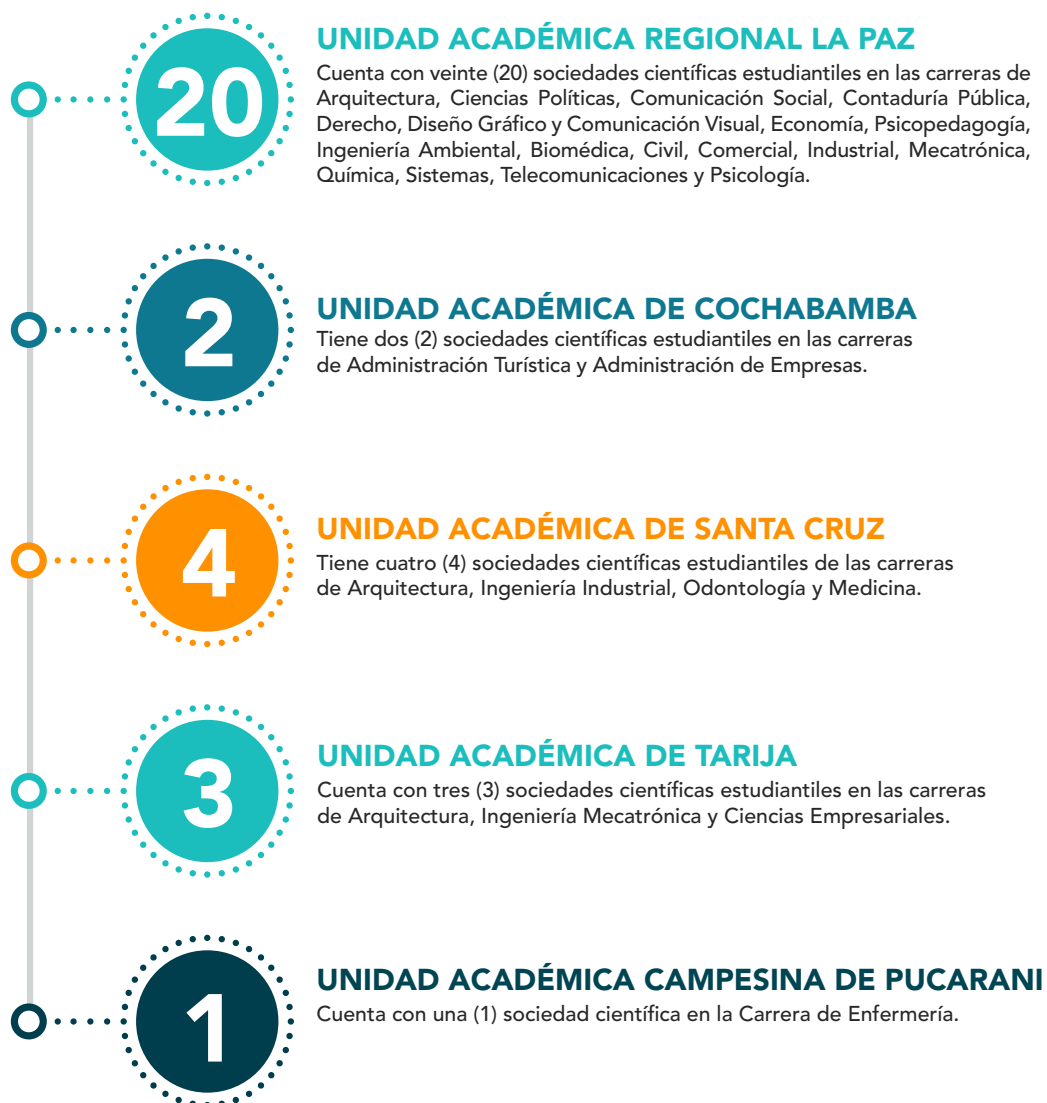 20
UNIDAD ACADÉMICA REGIONAL LA PAZ
Cuenta con veinte (20) sociedades científicas estudiantiles en las carreras de
Arquitectura, Ciencias Políticas, Comunicación Social, Contaduría Pública,
Derecho, Diseño Gráfico y Comunicación Visual, Economía, Psicopedagogía,
Ingeniería Ambiental, Biomédica, Civil, Comercial, Industrial, Mecatrónica,
Química, Sistemas, Telecomunicaciones y Psicología.
2
UNIDAD ACADÉMICA DE COCHABAMBA
Tiene dos (2) sociedades científicas estudiantiles en las carreras
de Administración Turística y Administración de Empresas.
4
UNIDAD ACADÉMICA DE SANTA CRUZ
Tiene cuatro (4) sociedades científicas estudiantiles de las carreras
de Arquitectura, Ingeniería Industrial, Odontología y Medicina.
3
UNIDAD ACADÉMICA DE TARIJA
Cuenta con tres (3) sociedades científicas estudiantiles en las carreras
de Arquitectura, Ingeniería Mecatrónica y Ciencias Empresariales.
1
UNIDAD ACADÉMICA CAMPESINA DE PUCARANI
Cuenta con una (1) sociedad científica en la Carrera de Enfermería.